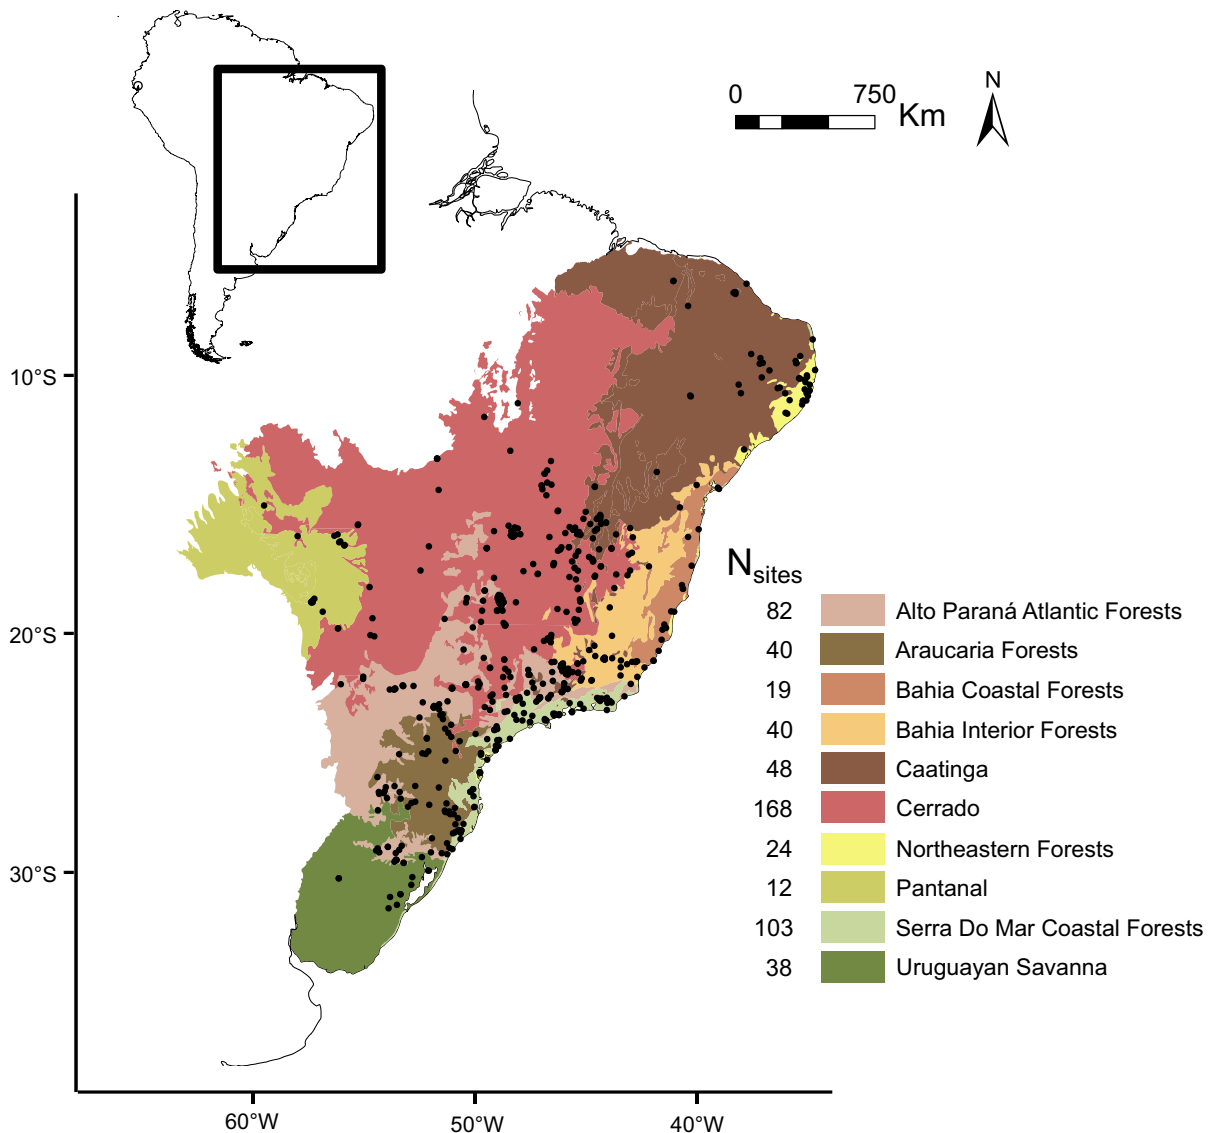 0 750 Km
N
10°S
20°S
30°S
60°W 50°W 40°W
Nsites
82 Alto Paraná Atlantic Forests
40 Araucaria Forests
19 Bahia Coastal Forests
40 Bahia Interior Forests
48 Caatinga
168 Cerrado
24 Northeastern Forests
12 Pantanal
103 Serra Do Mar Coastal Forests
38 Uruguayan Savanna